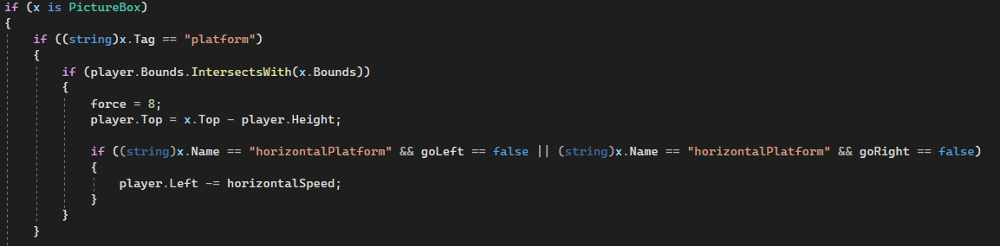 if (x is PictureBox)
{
if ((string)x.Tag == "platform")
{
if (player.Bounds.IntersectsWith(x.Bounds))
{
force = 8;
player.Top = x.Top - player.Height;
if ((string)x.Name == "horizontalPlatform" && goLeft == false || (string)x.Name == "horizontalPlatform" && goRight == false)
{
player.Left -= horizontalSpeed;
}
}
}